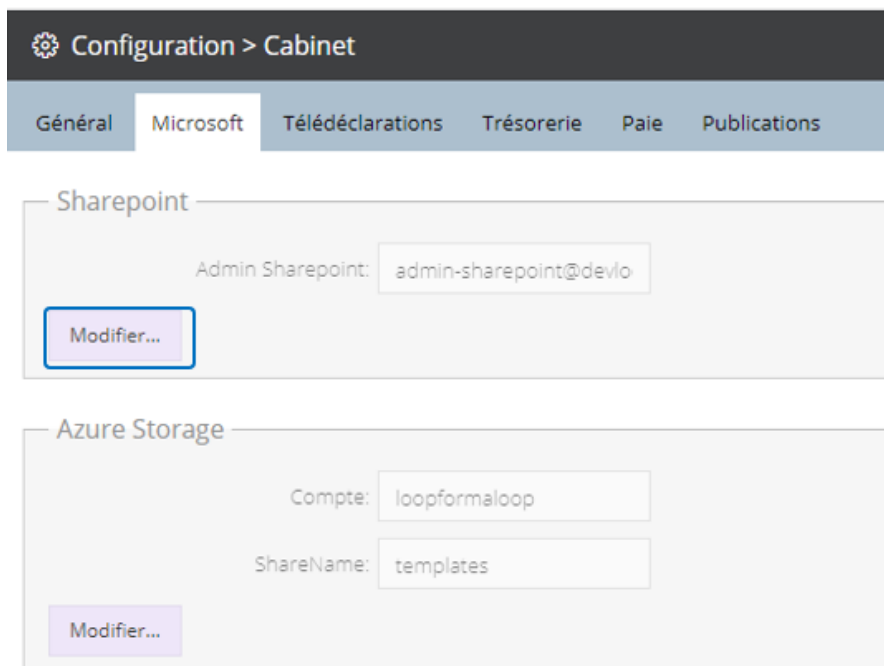 Configuration > Cabinet
Général Microsoft Télédéclarations Trésorerie Paie Publications
Sharepoint
Admin Sharepoint: admin-sharepoint@devlo
Modifier...
Azure Storage
Compte: loopformaloop
ShareName: templates
Modifier...